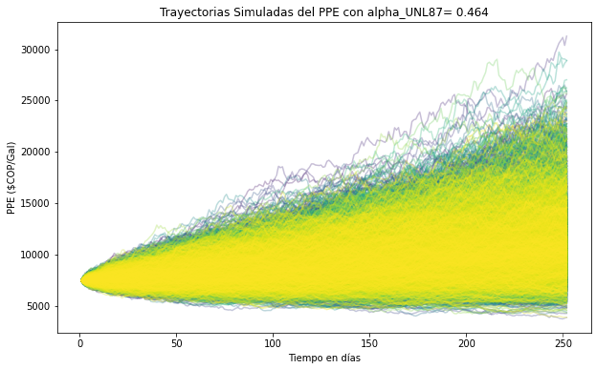 Trayectorias Simuladas del PPE con alpha_UNL87= 0.464
30000
25000
20000
15000
10000
5000
PPE ($COP/Gal)
0 50 100 150 200 250
Tiempo en días